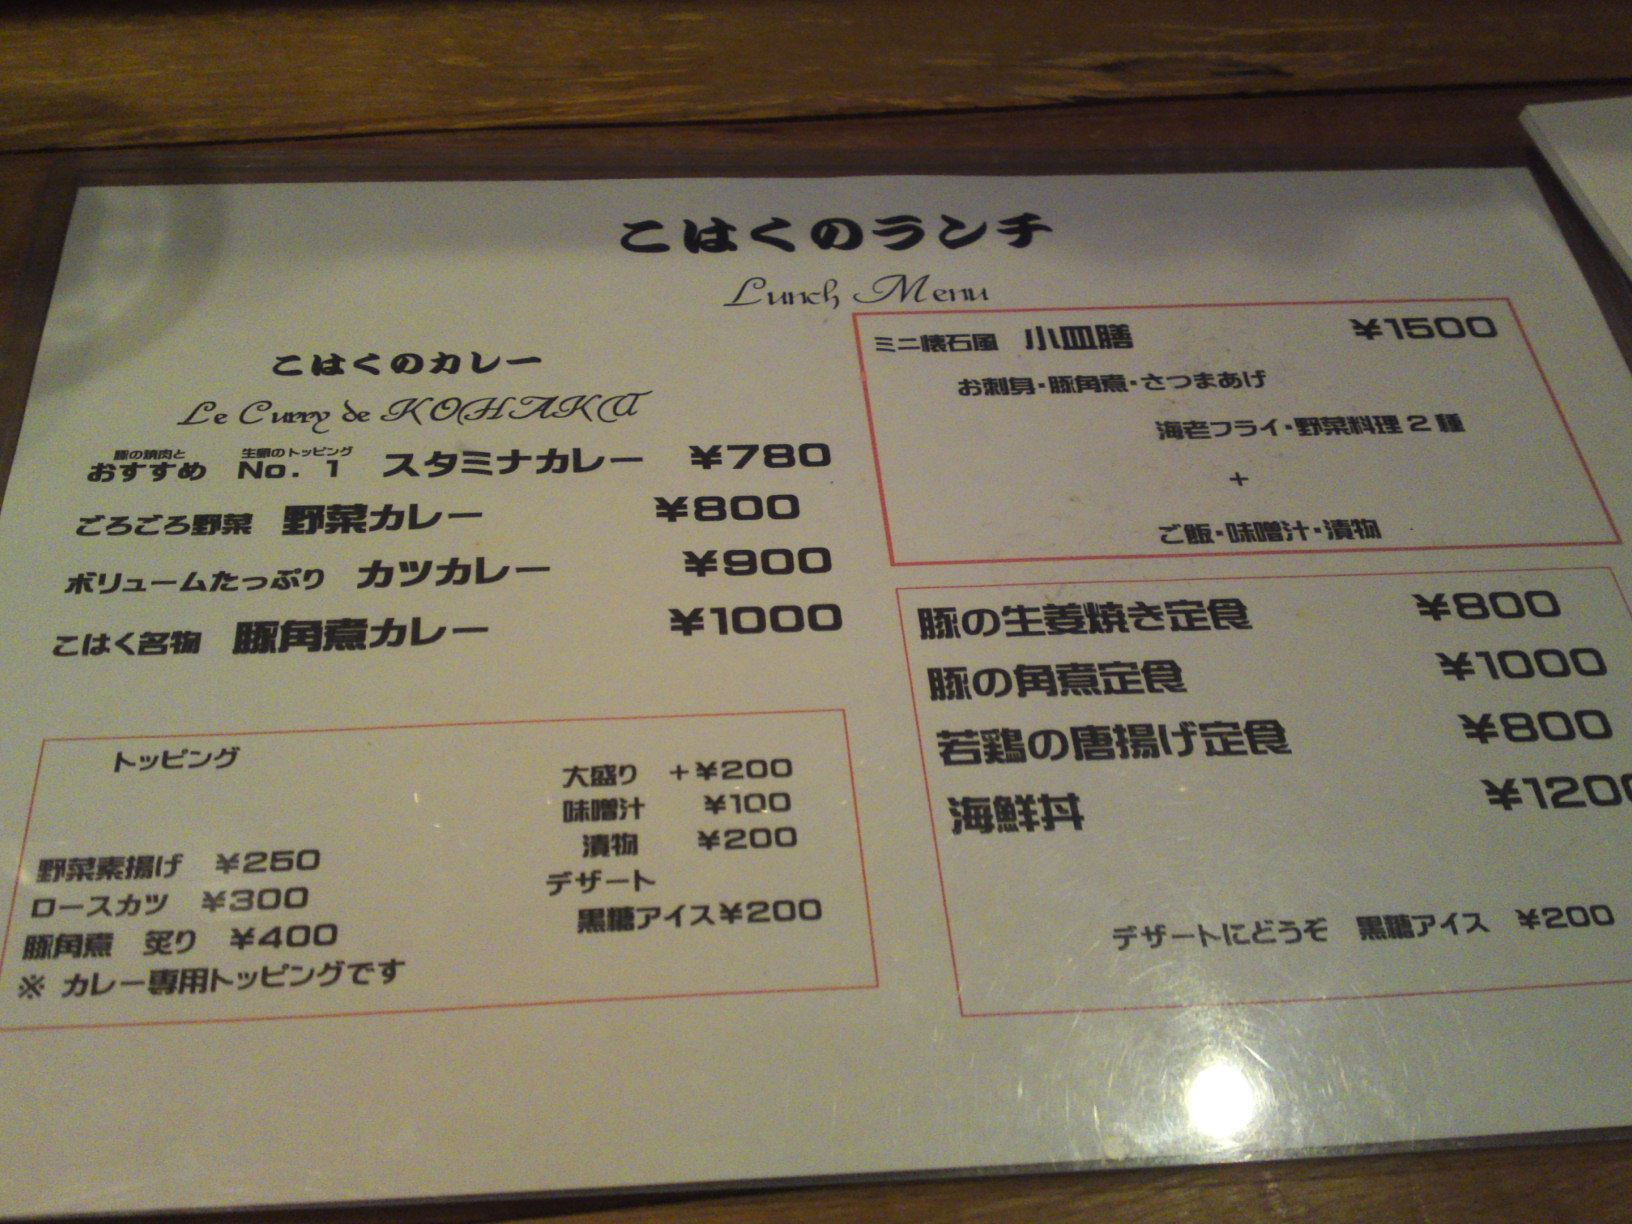 こはくのランチ
Lunch Menu
こはくのカレー
Le Curry de KOHAKU
豚の焼肉と 生卵のトッピング
おすすめ No. 1 スタミナカレー ¥780
ごろごろ野菜 野菜カレー ¥800
ボリュームたっぷり カツカレー ¥900
こはく名物 豚角煮カレー ¥1000
トッピング
野菜素揚げ ¥250
ロースカツ ¥300
豚角煮 炙り ¥400
※ カレー専用トッピングです
大盛り +¥200
味噌汁 ¥100
漬物 ¥200
デザート
黒糖アイス¥200
ミニ懐石風 小皿膳 ¥1500
お刺身・豚角煮・さつまあげ
海老フライ・野菜料理2種
+
ご飯・味噌汁・漬物
豚の生姜焼き定食 ¥800
豚の角煮定食 ¥1000
若鶏の唐揚げ定食 ¥800
海鮮丼 ¥1200
デザートにどうぞ 黒糖アイス ¥200